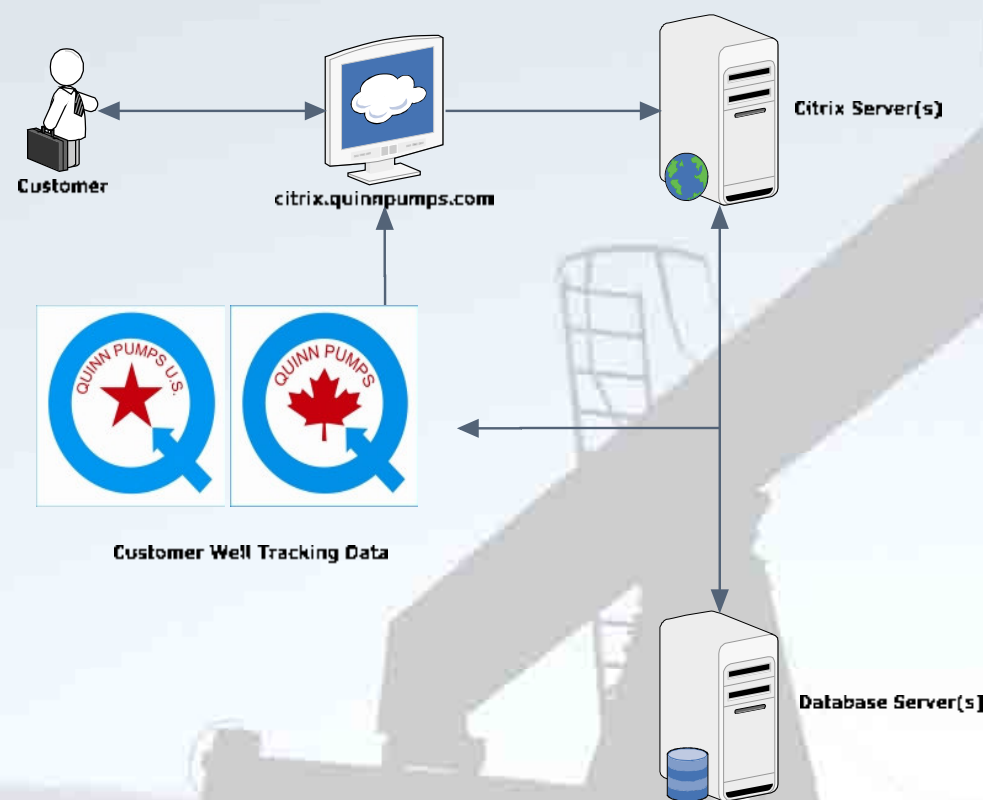 Citrix Server(s)
Customer
citrix.quinnpumps.com
QUINN PUMPS U.S.
QUINN PUMPS
Customer Well Tracking Data
Database Server(s)